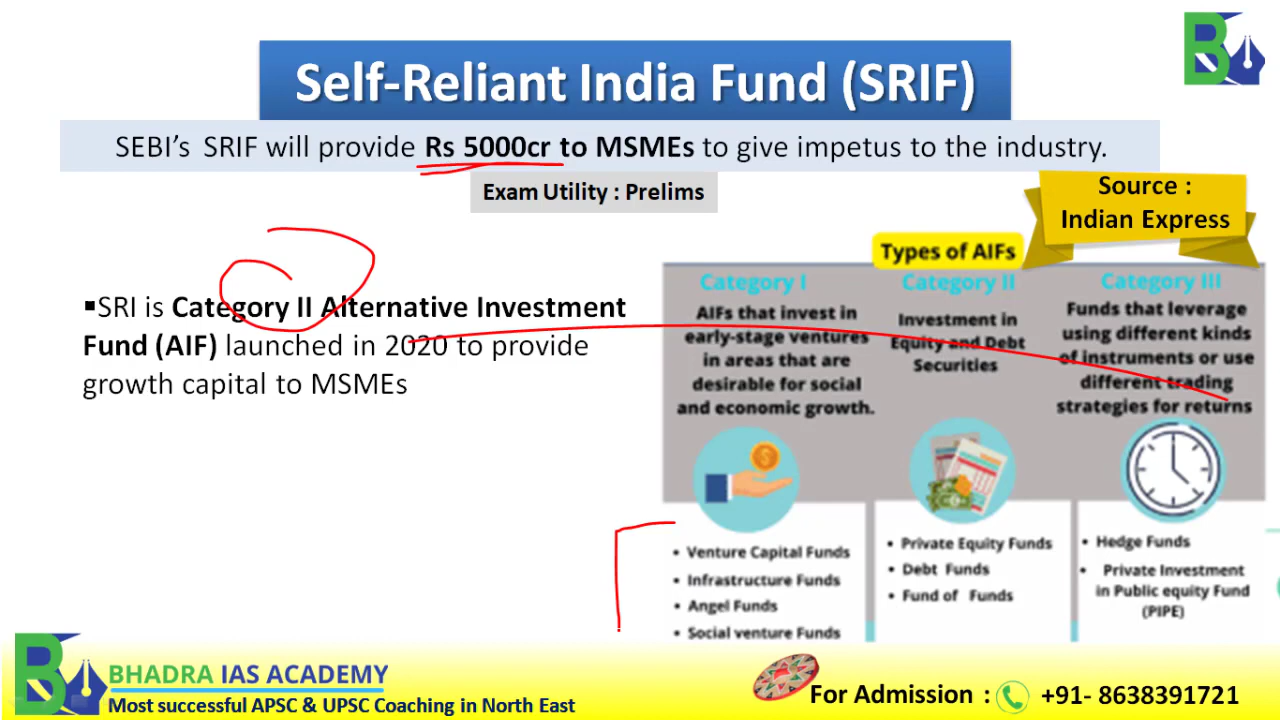 Self-Reliant India Fund (SRIF)
SEBI’s SRIF will provide Rs 5000cr to MSMEs to give impetus to the industry.
Exam Utility : Prelims
Source :
Indian Express
▪SRI is Category II Alternative Investment
Fund (AIF) launched in 2020 to provide
growth capital to MSMEs
Types of AIFs
Category I
AIFs that invest in
early-stage ventures
in areas that are
desirable for social
and economic growth.
• Venture Capital Funds
• Infrastructure Funds
• Angel Funds
• Social venture Funds
Category II
Investment in
Equity and Debt
Securities
• Private Equity Funds
• Debt Funds
• Fund of Funds
Category III
Funds that leverage
using different kinds
of instruments or use
different trading
strategies for returns
• Hedge Funds
• Private Investment
in Public equity Fund
(PIPE)
BHADRA IAS ACADEMY
Most successful APSC & UPSC Coaching in North East
For Admission : +91- 8638391721